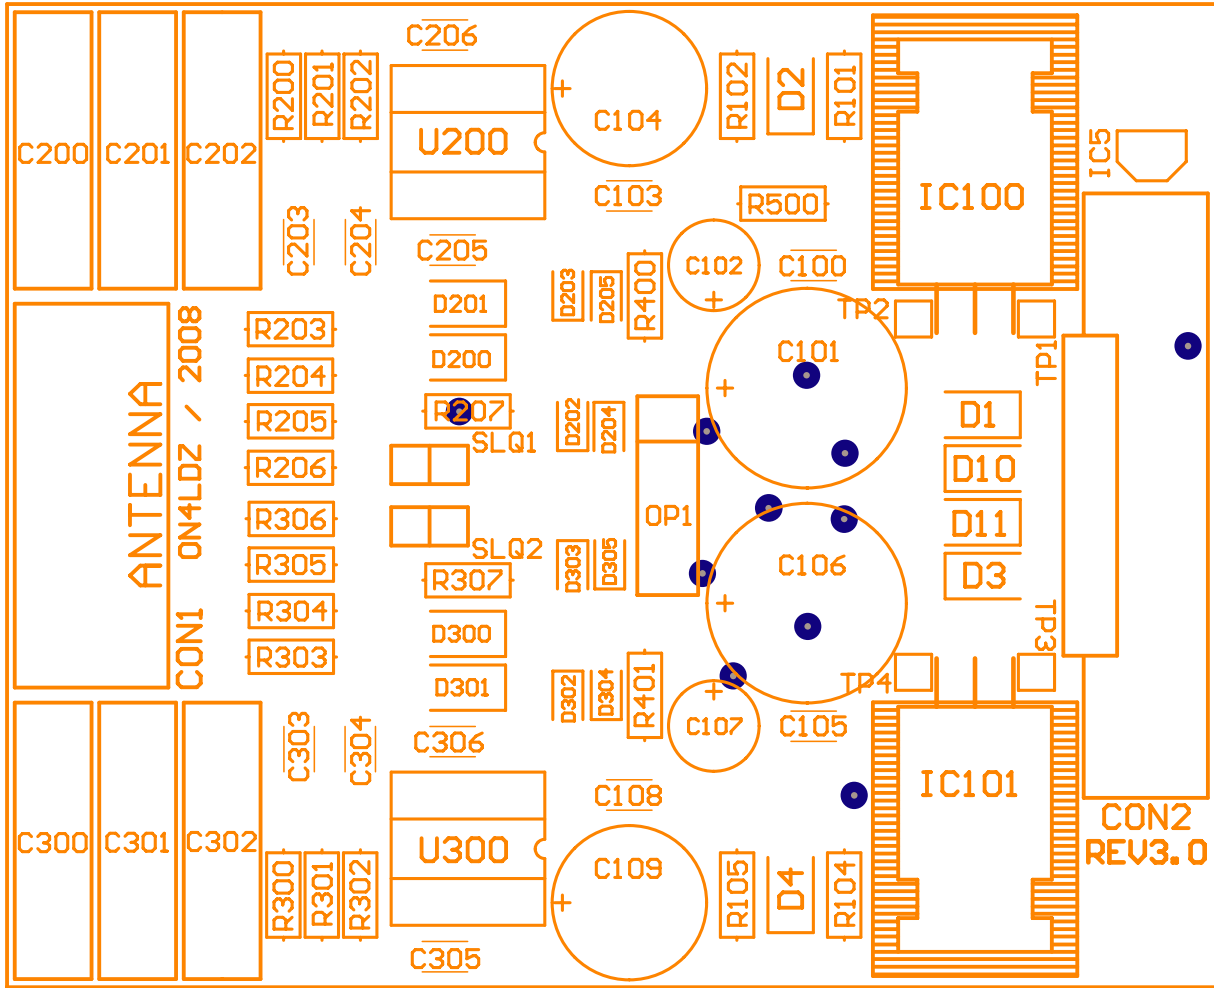 C206
R200
R201
R202
U200
C104
R102
D2
R101
IC5
C200
C201
C202
C203
C204
C205
C103
R500
IC100
D201
D200
D203
D205
R400
C102
C100
TP2
TP1
C101
R203
R204
R205
R206
R207
SLQ1
D202
D204
D1
D10
D11
D3
ANTENNA
ON4LDZ / 2008
CON1
OP1
R306
R305
R304
R303
SLQ2
R307
D303
D305
C106
TP3
D300
D301
D302
D304
R401
C107
C105
TP4
C303
C304
C306
C108
IC101
CON2
REV3.0
C300
C301
C302
U300
C109
R300
R301
R302
R105
D4
R104
C305